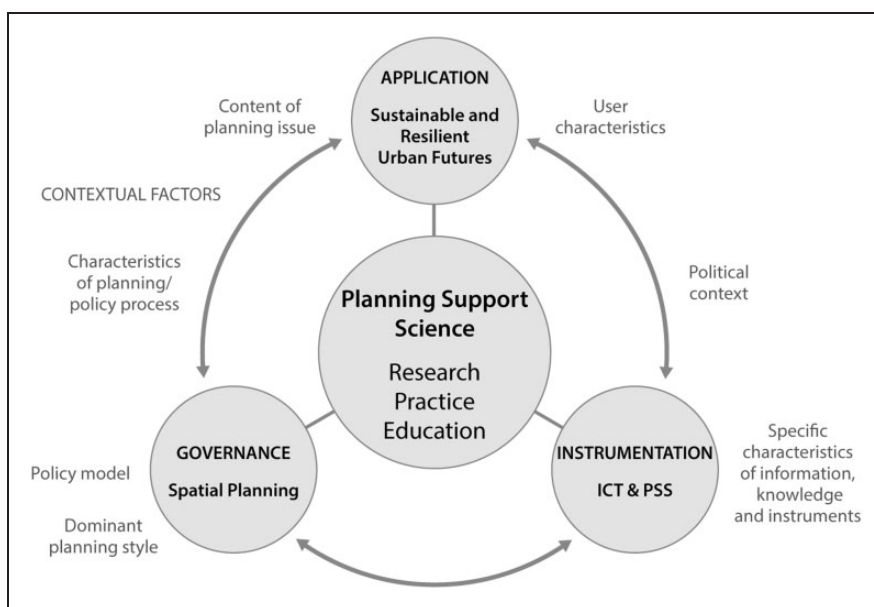 APPLICATION
Sustainable and
Resilient
Urban Futures
Content of
planning issue
User
characteristics
CONTEXTUAL FACTORS
Characteristics
of planning/
policy process
Political
context
Planning Support
Science
Research
Practice
Education
GOVERNANCE
Spatial Planning
INSTRUMENTATION
ICT & PSS
Policy model
Dominant
planning style
Specific
characteristics
of information,
knowledge
and instruments